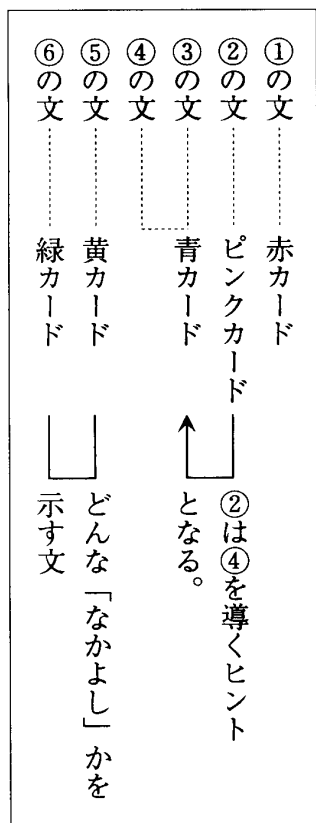 ①の文………赤カード
②の文………ピンクカード
③の文………青カード
④の文………
⑤の文………黄カード
⑥の文………緑カード
②は④を導くヒント
となる。
どんな「なかよし」かを
示す文